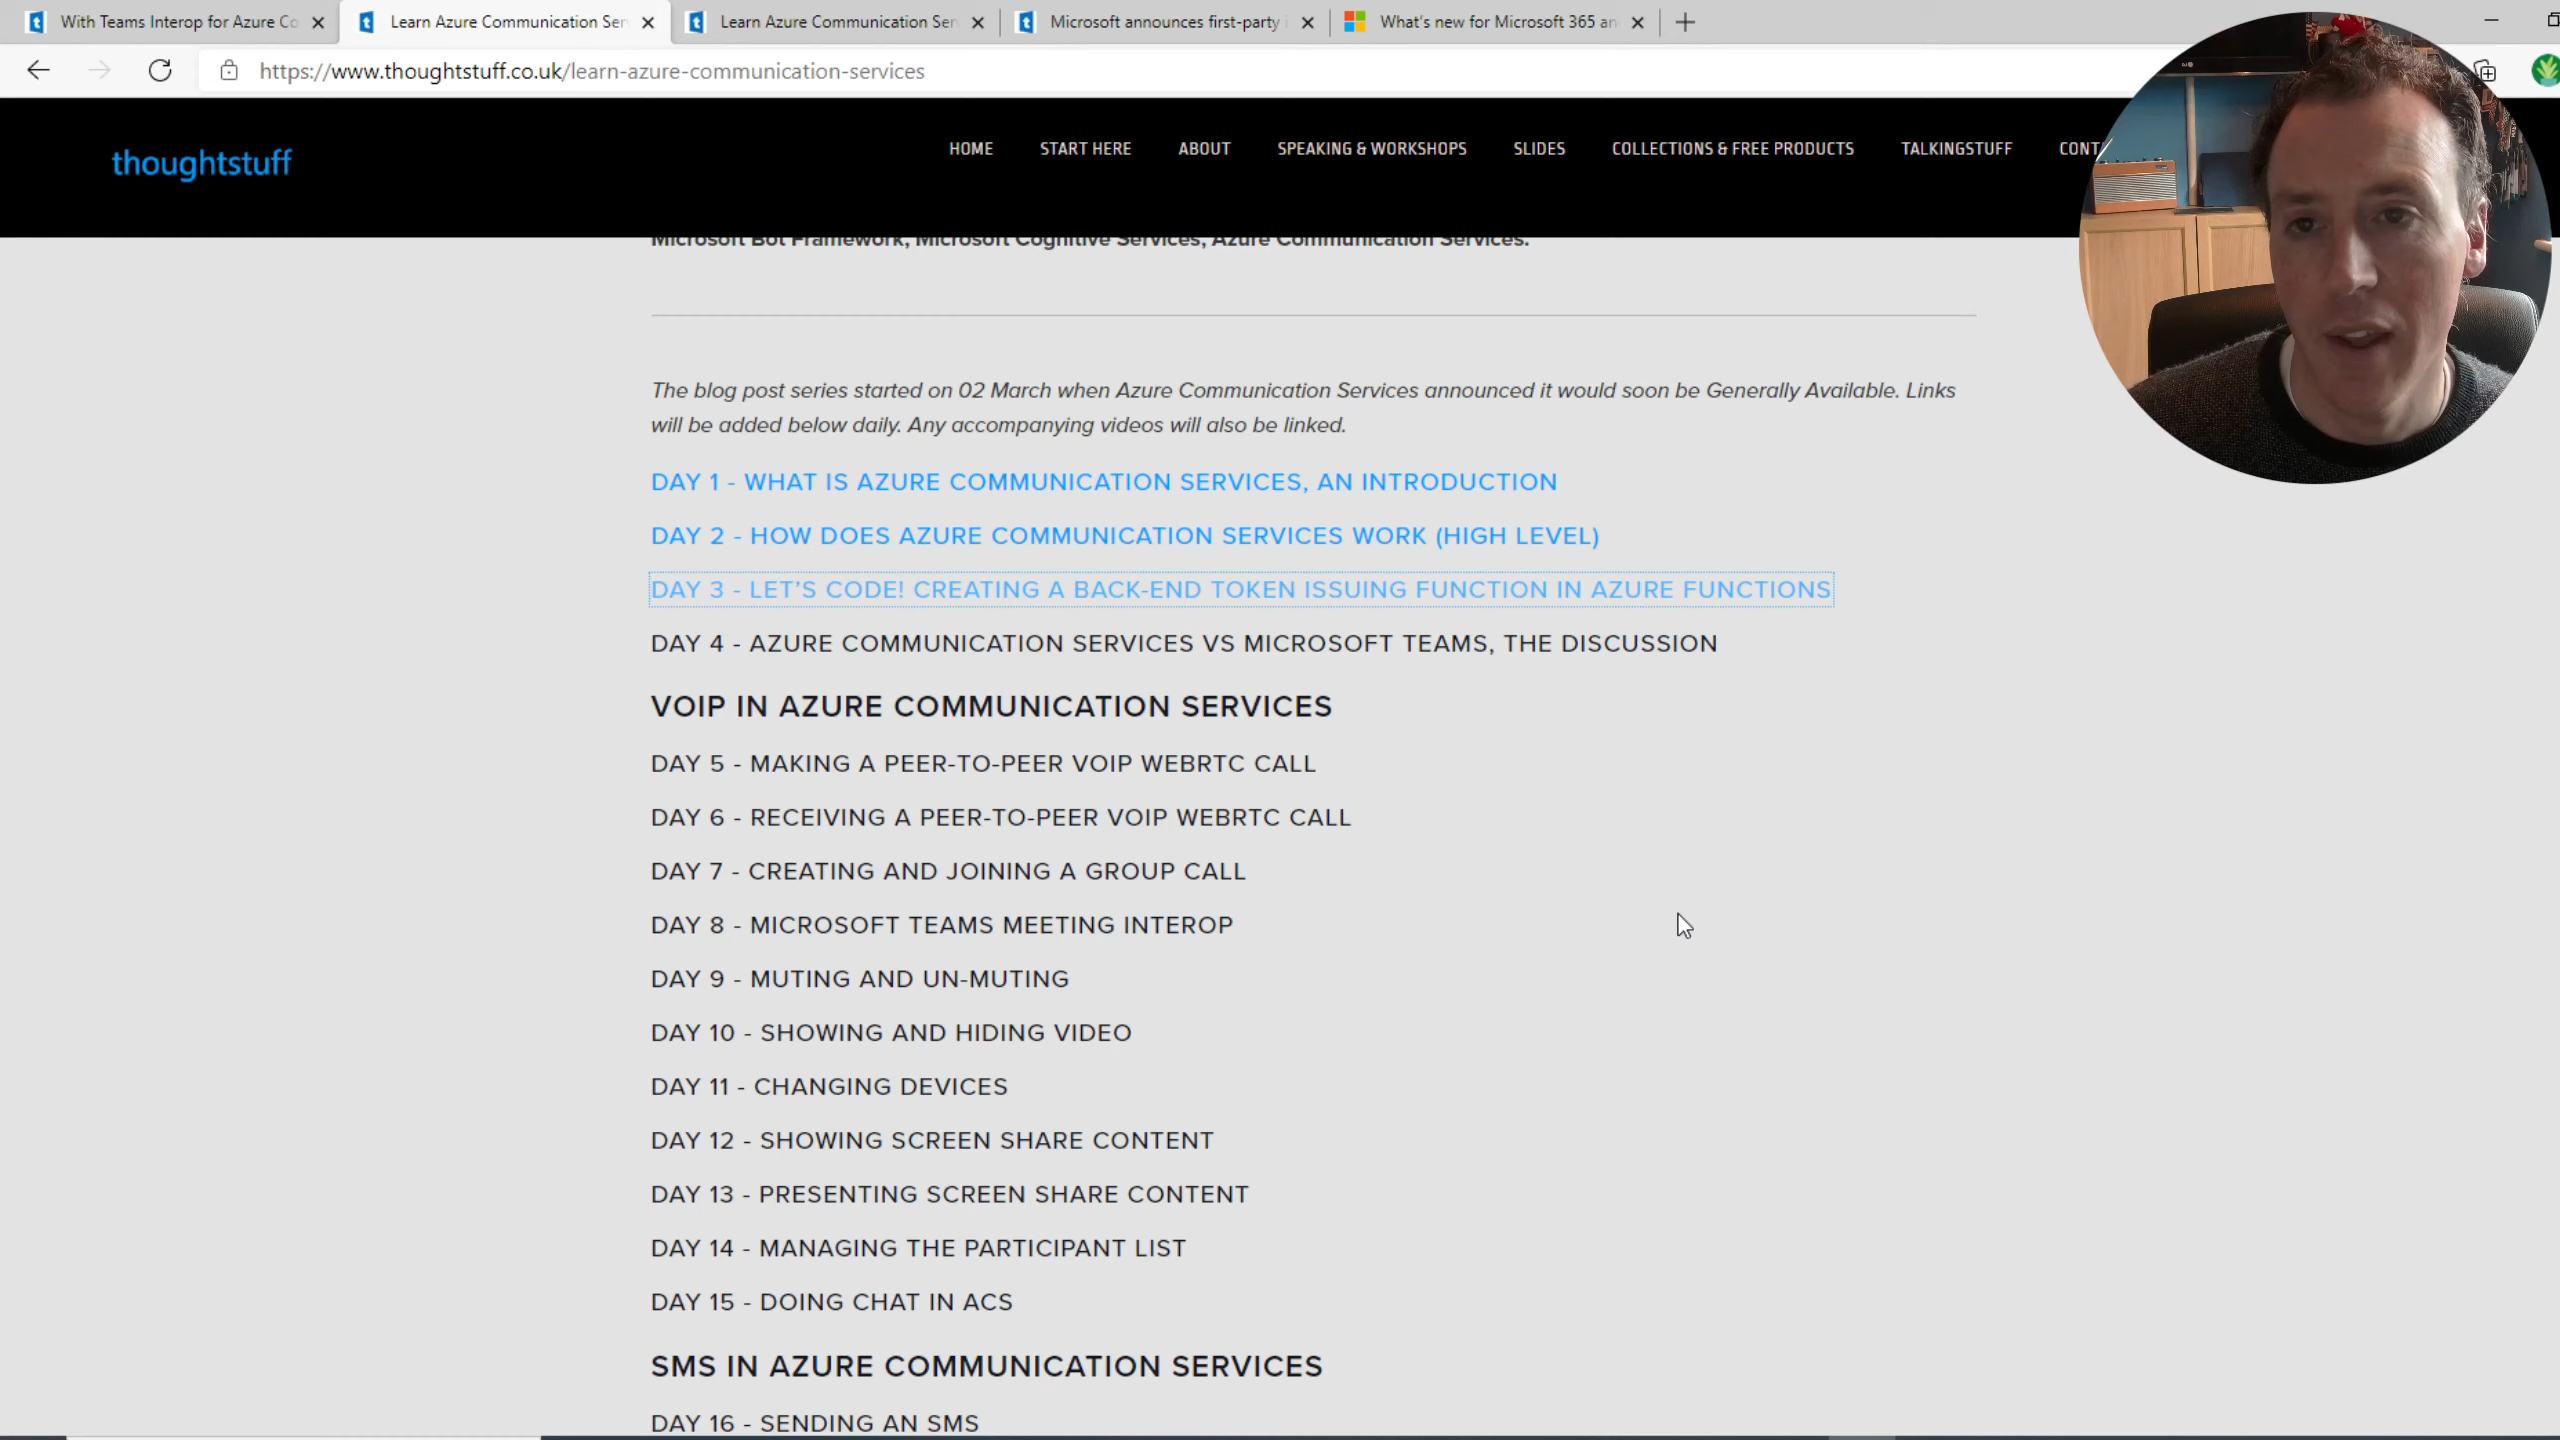 With Teams Interop for Azure Co
Learn Azure Communication Ser
Learn Azure Communication Ser
Microsoft announces first-party i
What's new for Microsoft 365 an
https://www.thoughtstuff.co.uk/learn-azure-communication-services
thoughtstuff
HOME START HERE ABOUT SPEAKING & WORKSHOPS SLIDES COLLECTIONS & FREE PRODUCTS TALKINGSTUFF CONT
Microsoft Bot Framework, Microsoft Cognitive Services, Azure Communication Services.
The blog post series started on 02 March when Azure Communication Services announced it would soon be Generally Available. Links
will be added below daily. Any accompanying videos will also be linked.
DAY 1 - WHAT IS AZURE COMMUNICATION SERVICES, AN INTRODUCTION
DAY 2 - HOW DOES AZURE COMMUNICATION SERVICES WORK (HIGH LEVEL)
DAY 3 - LET'S CODE! CREATING A BACK-END TOKEN ISSUING FUNCTION IN AZURE FUNCTIONS
DAY 4 - AZURE COMMUNICATION SERVICES VS MICROSOFT TEAMS, THE DISCUSSION
VOIP IN AZURE COMMUNICATION SERVICES
DAY 5 - MAKING A PEER-TO-PEER VOIP WEBRTC CALL
DAY 6 - RECEIVING A PEER-TO-PEER VOIP WEBRTC CALL
DAY 7 - CREATING AND JOINING A GROUP CALL
DAY 8 - MICROSOFT TEAMS MEETING INTEROP
DAY 9 - MUTING AND UN-MUTING
DAY 10 - SHOWING AND HIDING VIDEO
DAY 11 - CHANGING DEVICES
DAY 12 - SHOWING SCREEN SHARE CONTENT
DAY 13 - PRESENTING SCREEN SHARE CONTENT
DAY 14 - MANAGING THE PARTICIPANT LIST
DAY 15 - DOING CHAT IN ACS
SMS IN AZURE COMMUNICATION SERVICES
DAY 16 - SENDING AN SMS